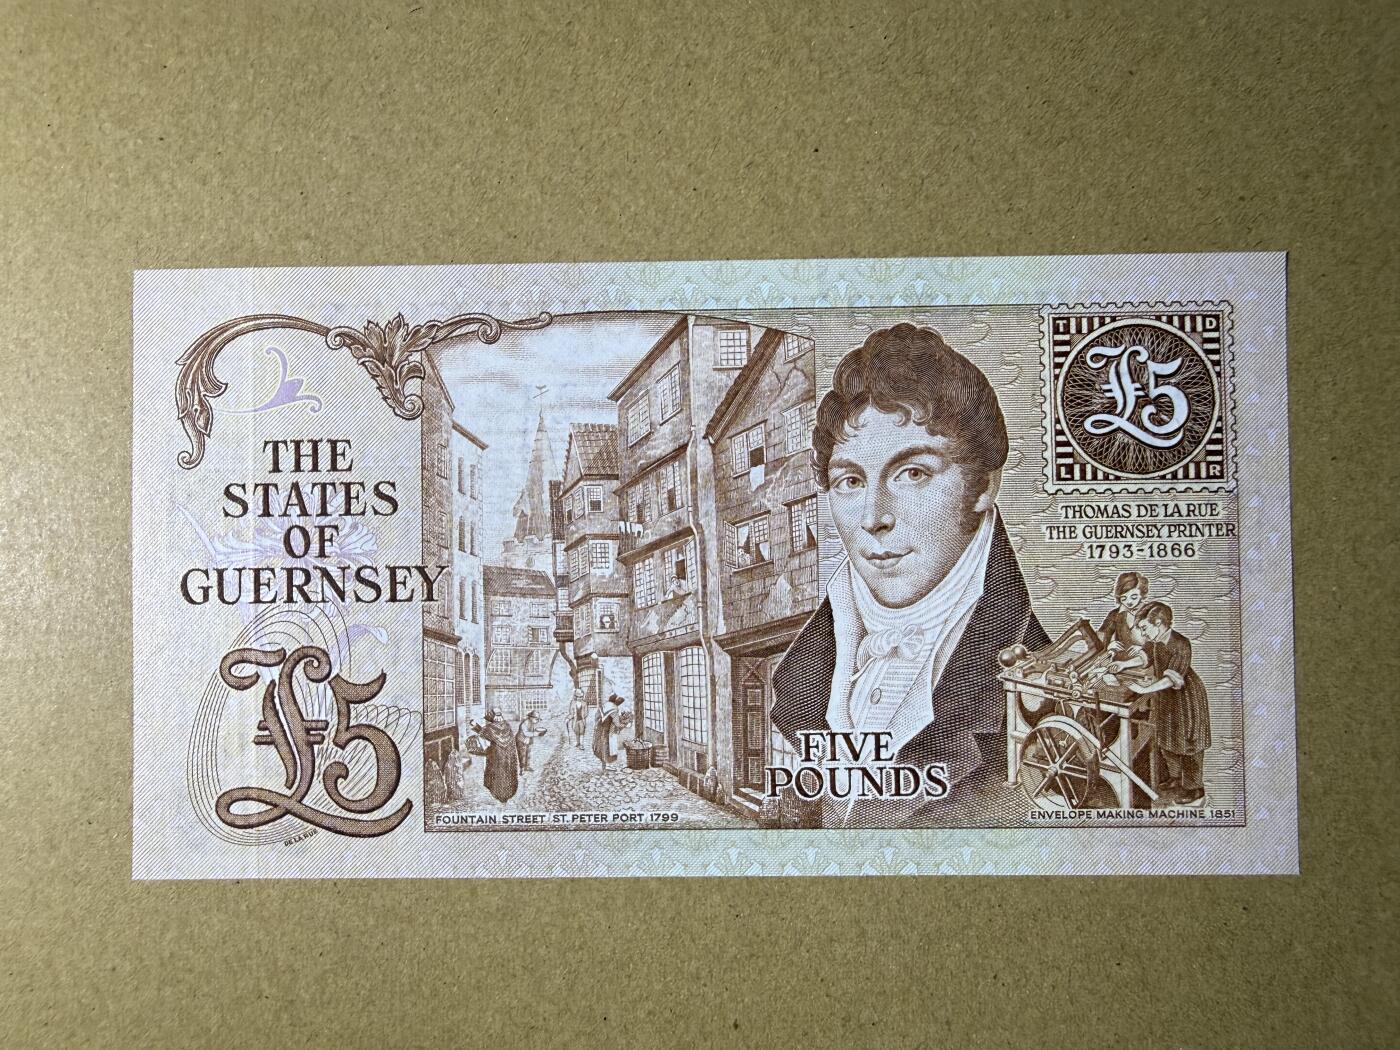 THE
STATES
OF
GUERNSEY
£5
DE LA RUE
FOUNTAIN STREET ST. PETER PORT 1799
FIVE
POUNDS
T D
£5
L R
THOMAS DE LA RUE
THE GUERNSEY PRINTER
1793-1866
ENVELOPE MAKING MACHINE 1851